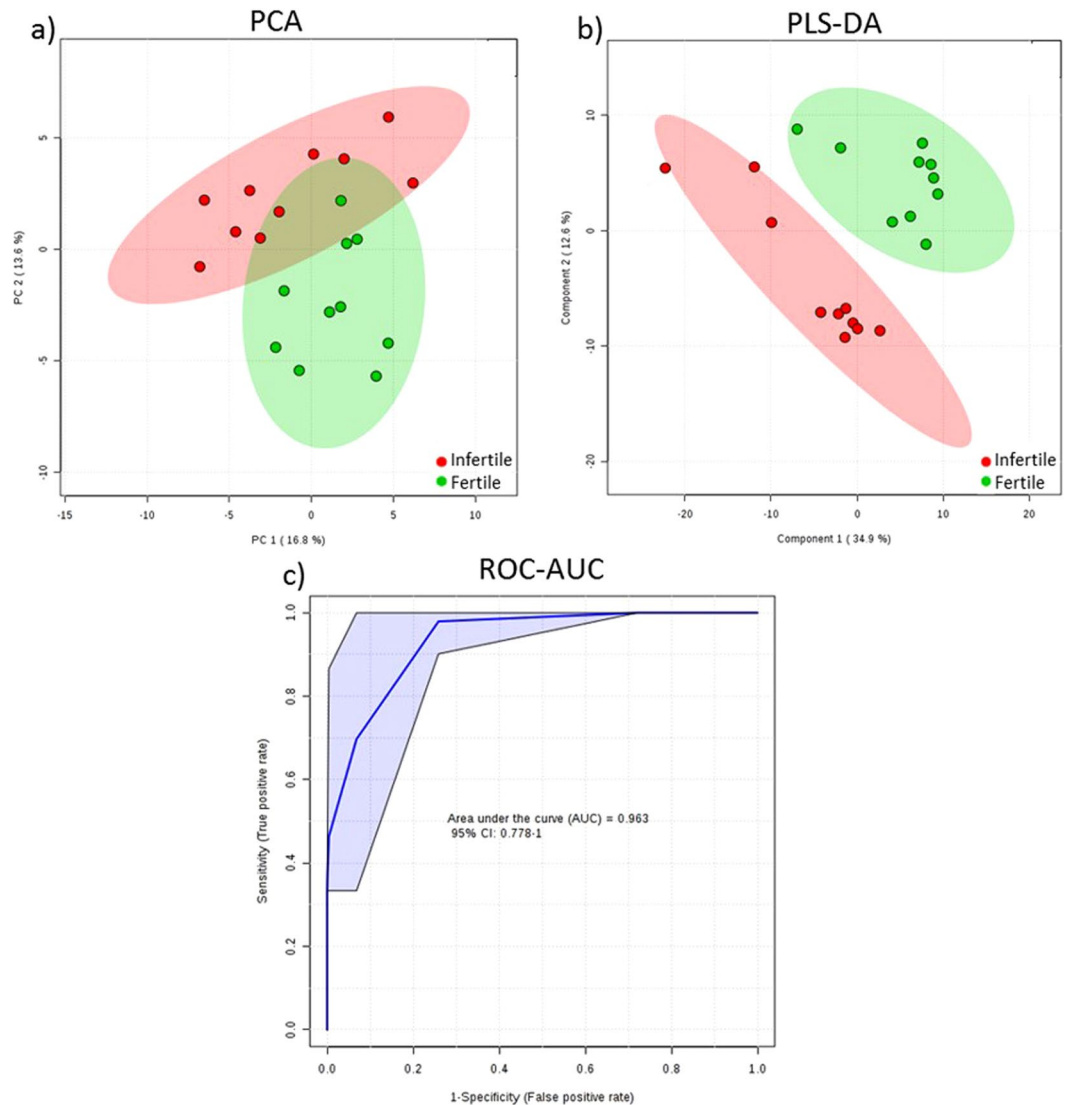 a)
PCA
PC 2 ( 13.6 %)
5
0
-5
-10
-15
-10
-5
0
5
10
PC 1 ( 16.8 %)
Infertile
Fertile
b)
PLS-DA
Component 2 ( 12.6 %)
10
0
-10
-20
-20
-10
0
10
20
Component 1 ( 34.9 %)
Infertile
Fertile
c)
ROC-AUC
Sensitivity (True positive rate)
1.0
0.8
0.6
0.4
0.2
0.0
Area under the curve (AUC) = 0.963
95% CI: 0.778-1
0.0
0.2
0.4
0.6
0.8
1.0
1-Specificity (False positive rate)